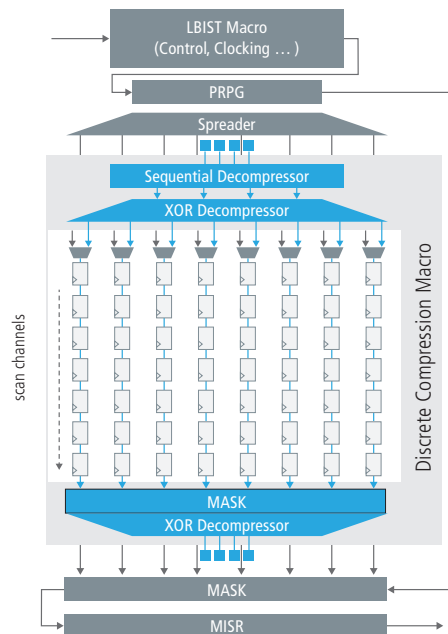 LBIST Macro
(Control, Clocking … )
PRPG
Spreader
Sequential Decompressor
XOR Decompressor
scan channels
Discrete Compression Macro
MASK
XOR Decompressor
MASK
MISR